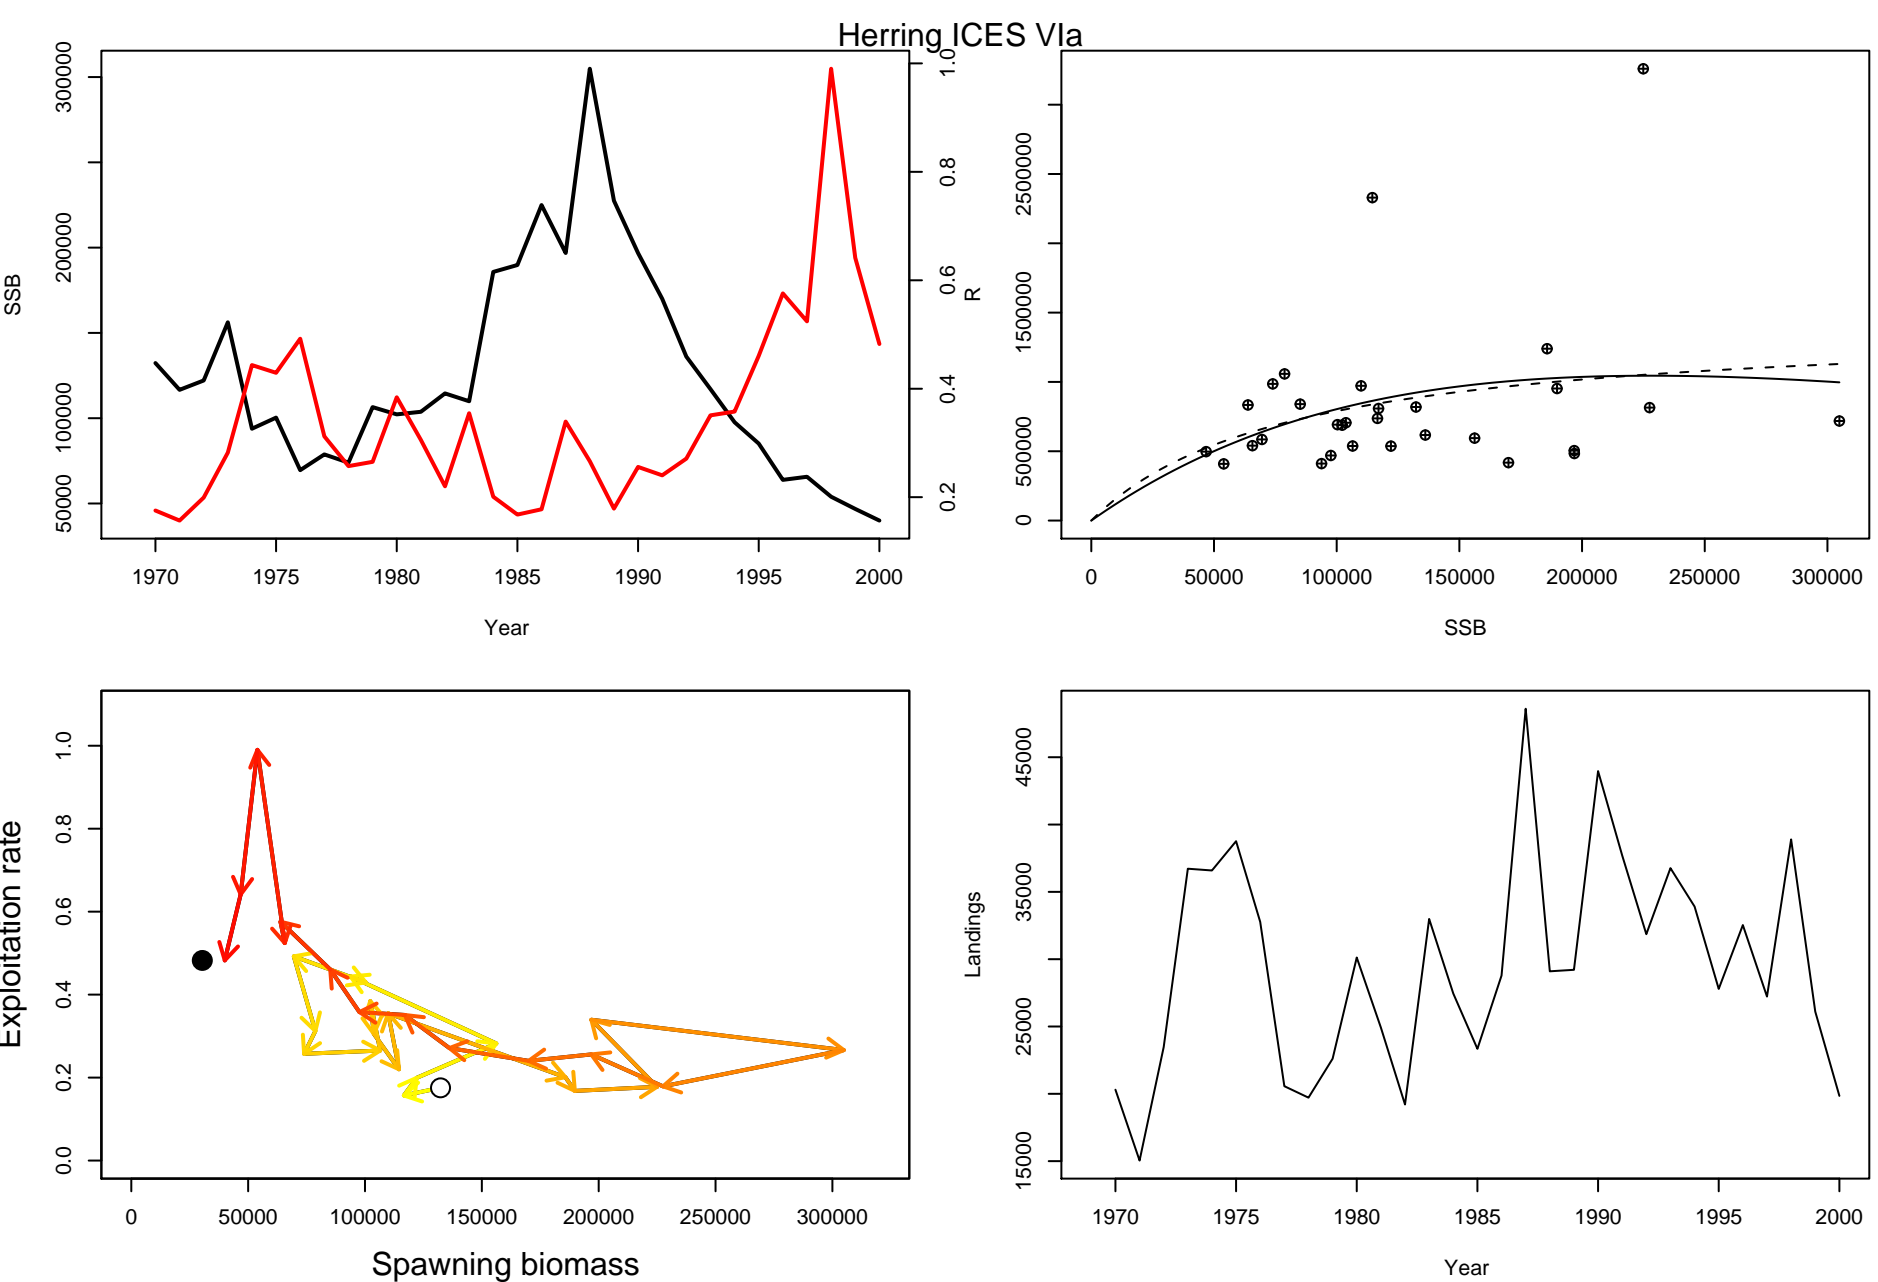 Herring ICES VIa
SSB
50000 100000 200000 300000
R
0.2 0.4 0.6 0.8 1.0
1970 1975 1980 1985 1990 1995 2000
Year
0 500000 1500000 2500000
0 50000 100000 150000 200000 250000 300000
SSB
Exploitation rate
0.0 0.2 0.4 0.6 0.8 1.0
0 50000 100000 150000 200000 250000 300000
Spawning biomass
Landings
15000 25000 35000 45000
1970 1975 1980 1985 1990 1995 2000
Year